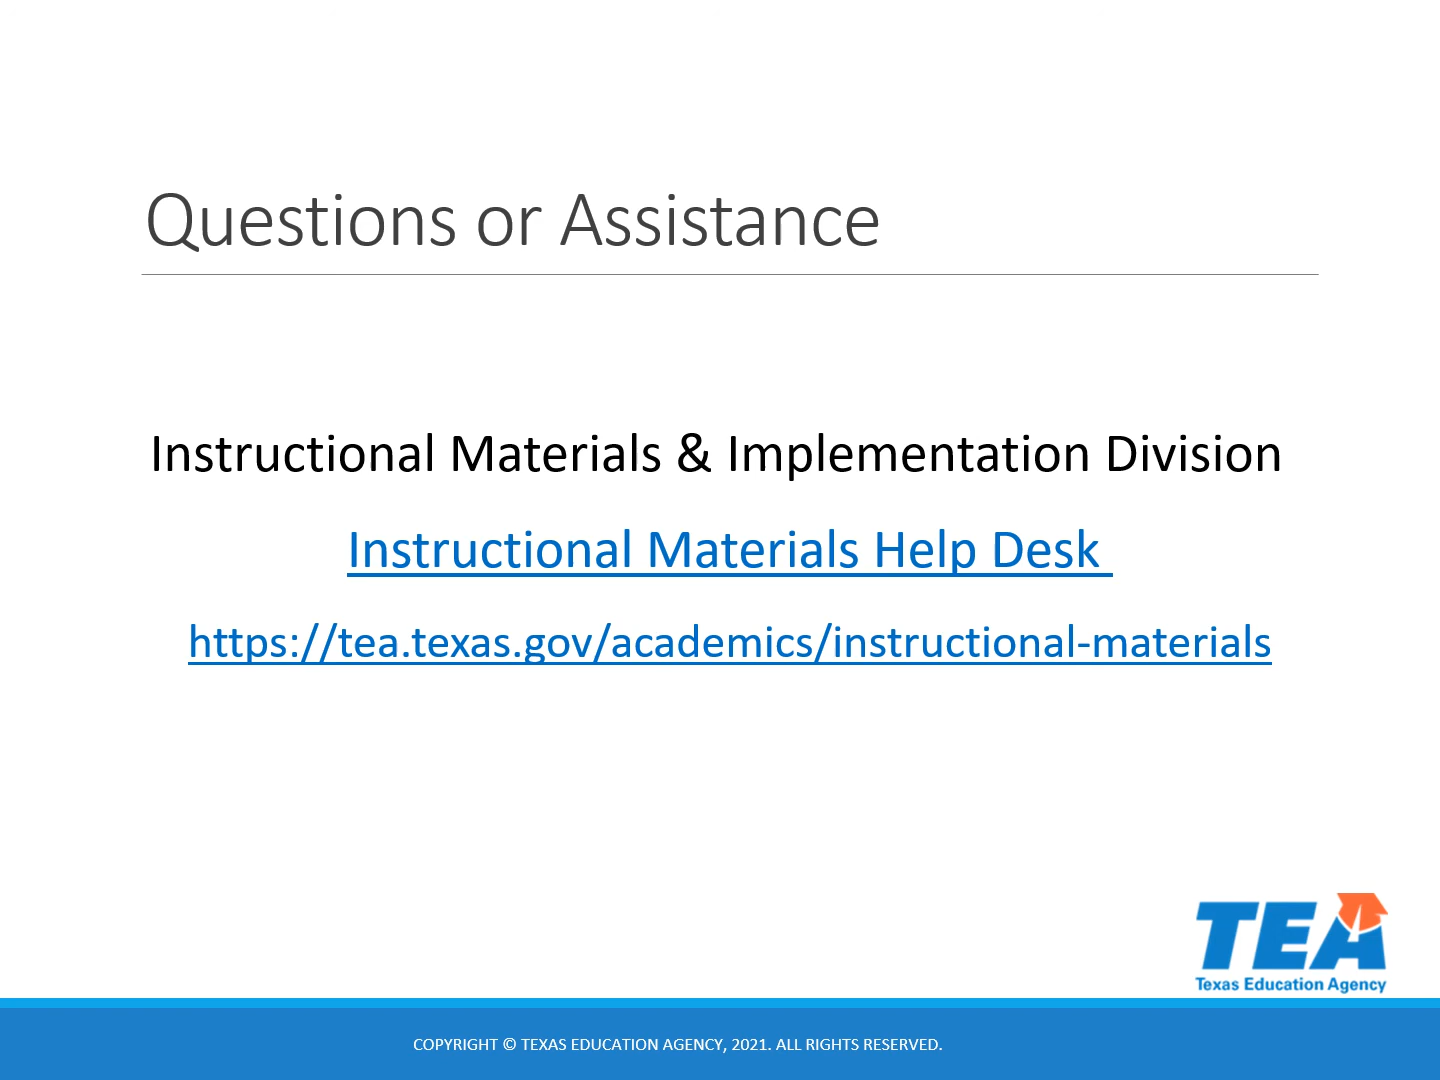 Questions or Assistance
Instructional Materials & Implementation Division
Instructional Materials Help Desk
https://tea.texas.gov/academics/instructional-materials
TEA
Texas Education Agency
COPYRIGHT © TEXAS EDUCATION AGENCY, 2021. ALL RIGHTS RESERVED.